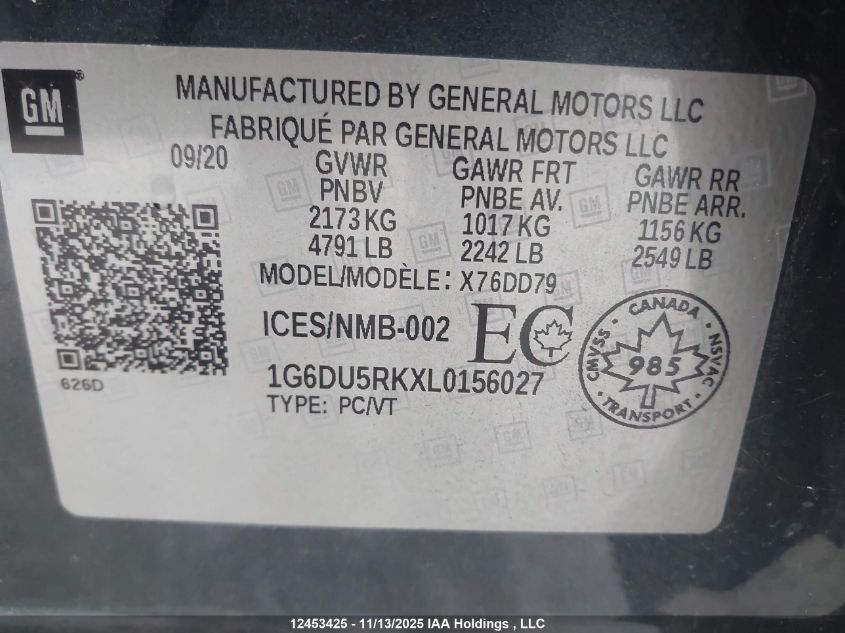 GM
MANUFACTURED BY GENERAL MOTORS LLC
FABRIQUÉ PAR GENERAL MOTORS LLC
09/20
GVWR
PNBV
2173 KG
4791 LB
GAWR FRT
PNBE AV.
1017 KG
2242 LB
GAWR RR
PNBE ARR.
1156 KG
2549 LB
MODEL/MODÈLE: X76DD79
ICES/NMB-002
EC
CANADA
CMVSS
NSVAC
985
TRANSPORT
626D
1G6DU5RKXL0156027
TYPE: PC/VT
12453425 - 11/13/2025 IAA Holdings , LLC